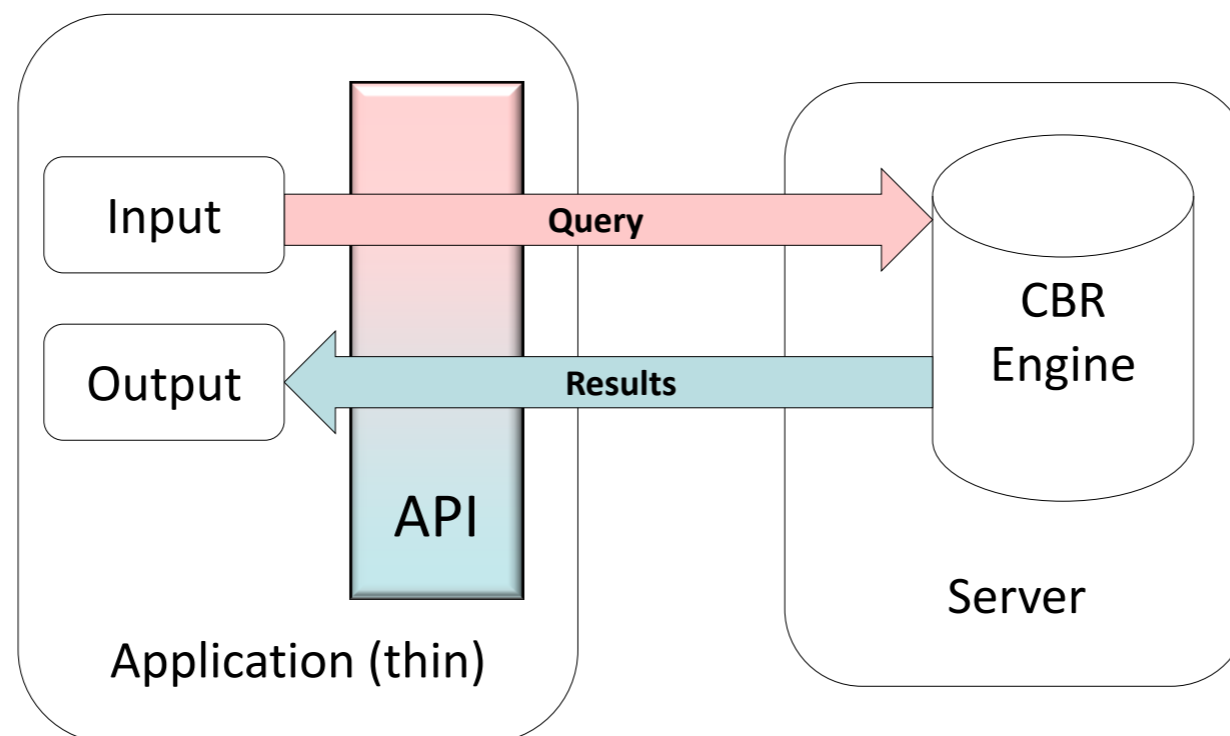 Input
Query
CBR
Engine
Output
Results
API
Server
Application (thin)